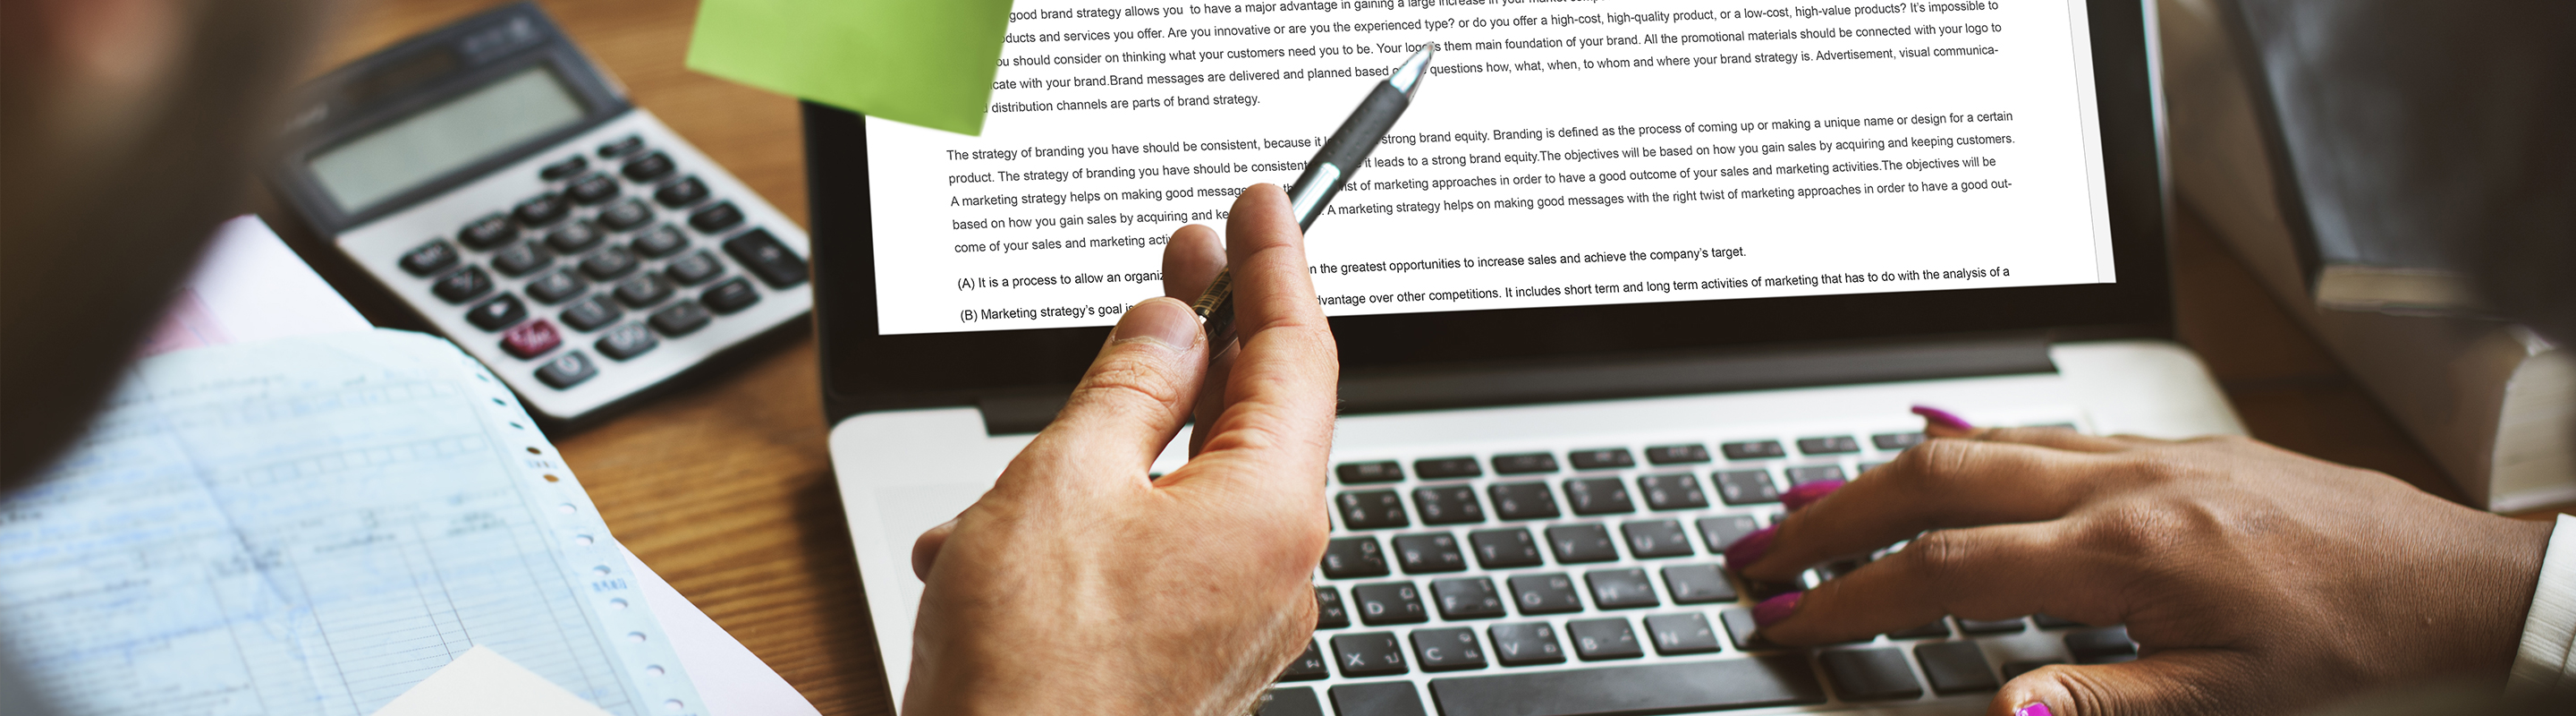 good brand strategy allows you to have a major advantage in gaining a large increase in your market
products and services you offer. Are you innovative or are you the experienced type? or do you offer a high-cost, high-quality product, or a low-cost, high-value products? It's impossible to
you should consider on thinking what your customers need you to be. Your logo is them main foundation of your brand. All the promotional materials should be connected with your logo to
cate with your brand.Brand messages are delivered and planned based questions how, what, when, to whom and where your brand strategy is. Advertisement, visual communica-
distribution channels are parts of brand strategy.
The strategy of branding you have should be consistent, because it strong brand equity. Branding is defined as the process of coming up or making a unique name or design for a certain
product. The strategy of branding you have should be consistent it leads to a strong brand equity.The objectives will be based on how you gain sales by acquiring and keeping customers.
A marketing strategy helps on making good message twist of marketing approaches in order to have a good outcome of your sales and marketing activities.The objectives will be
based on how you gain sales by acquiring and A marketing strategy helps on making good messages with the right twist of marketing approaches in order to have a good out-
come of your sales and marketing
(A) It is a process to allow an on the greatest opportunities to increase sales and achieve the company's target.
(B) Marketing strategy's goal is advantage over other competitions. It includes short term and long term activities of marketing that has to do with the analysis of a
E R T Y U I
D F G H J
X C V B N